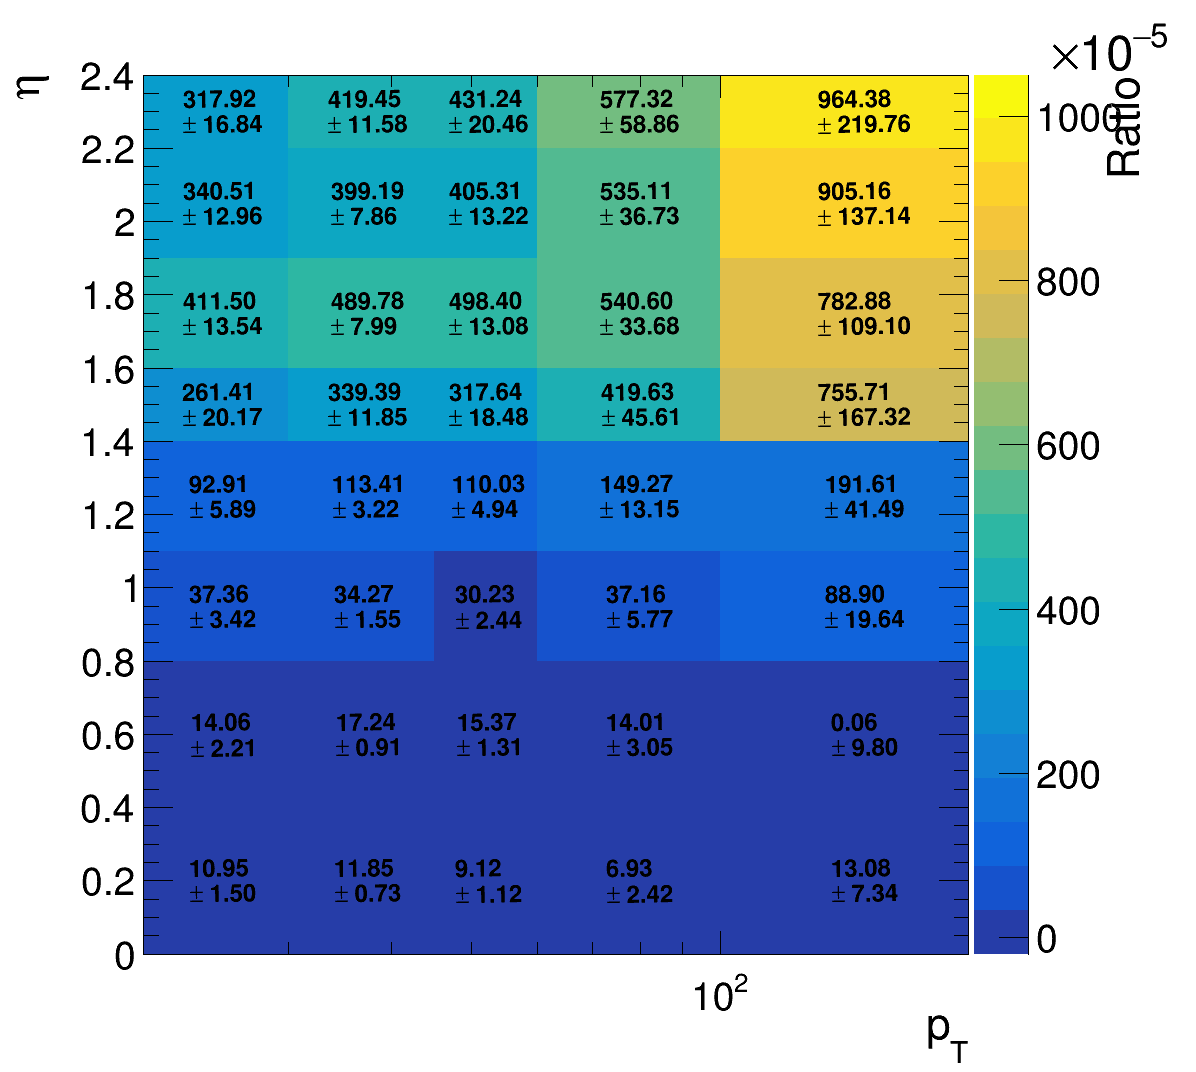 ×10⁻⁵
η
Ratio
2.4
317.92 419.45 431.24 577.32 964.38
± 16.84 ± 11.58 ± 20.46 ± 58.86 ± 219.76
1000
2.2
340.51 399.19 405.31 535.11 905.16
± 12.96 ± 7.86 ± 13.22 ± 36.73 ± 137.14
2
800
1.8
411.50 489.78 498.40 540.60 782.88
± 13.54 ± 7.99 ± 13.08 ± 33.68 ± 109.10
1.6
261.41 339.39 317.64 419.63 755.71
± 20.17 ± 11.85 ± 18.48 ± 45.61 ± 167.32
600
1.4
92.91 113.41 110.03 149.27 191.61
± 5.89 ± 3.22 ± 4.94 ± 13.15 ± 41.49
1.2
1
37.36 34.27 30.23 37.16 88.90
± 3.42 ± 1.55 ± 2.44 ± 5.77 ± 19.64
400
0.8
14.06 17.24 15.37 14.01 0.06
± 2.21 ± 0.91 ± 1.31 ± 3.05 ± 9.80
0.6
200
0.4
10.95 11.85 9.12 6.93 13.08
± 1.50 ± 0.73 ± 1.12 ± 2.42 ± 7.34
0.2
0
0
10²
p_T